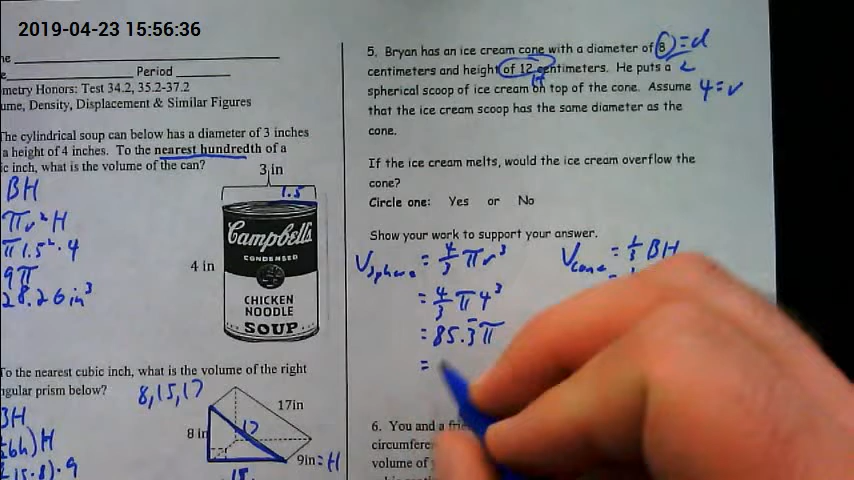 2019-04-23 15:56:36
Period
metry Honors: Test 34.2, 35.2-37.2
ume, Density, Displacement & Similar Figures
The cylindrical soup can below has a diameter of 3 inches
a height of 4 inches. To the nearest hundredth of a
ic inch, what is the volume of the can?
BH
πr²H
π1.5²·4
9π
28.26in³
3 in
1.5
4 in
Campbell's
CONDENSED
CHICKEN
NOODLE
SOUP
To the nearest cubic inch, what is the volume of the right
ngular prism below?
8,15,17
BH
bh)H
15·8)·9
17in
8 in
17
9in=H
15
5. Bryan has an ice cream cone with a diameter of 8 =d
centimeters and height of 12 centimeters. He puts a
H
spherical scoop of ice cream on top of the cone. Assume 4=r
that the ice cream scoop has the same diameter as the
cone.
If the ice cream melts, would the ice cream overflow the
cone?
Circle one: Yes or No
Show your work to support your answer.
Vsphere = 4/3 πr³
= 4/3 π4³
= 85.3̄π
=
Vcone = 1/3 BH
6. You and a
circumfere
volume of